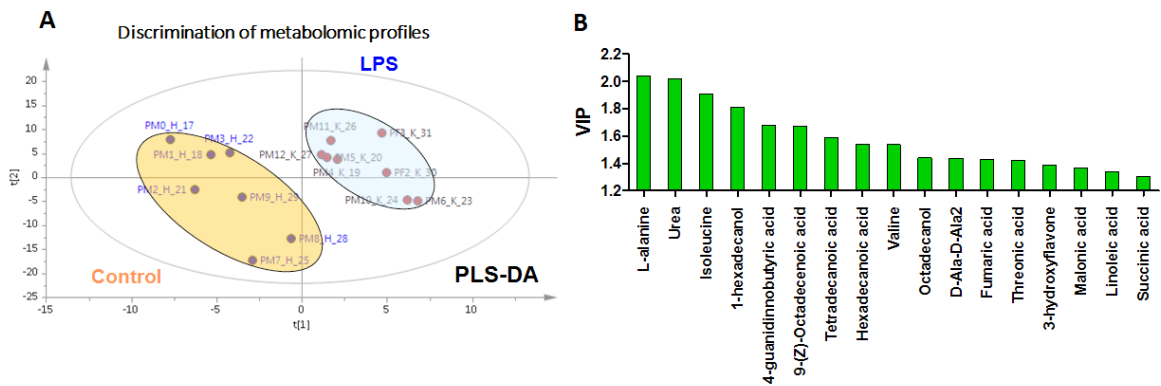 A
Discrimination of metabolomic profiles
LPS
20
15
10
5
0
-5
-10
-15
-20
-25
t[2]
PM0_H_17
PM3_H_22
PM1_H_18
PM2_H_21
PM9_H_29
PM8_H_28
PM7_H_25
PM11_K_26
PF3_K_31
PM12_K_27
PM5_K_20
PM4_K_19
PF2_K_30
PM10_K_24
PM6_K_23
Control
PLS-DA
-15
-10
-5
0
5
10
15
t[1]
B
VIP
2.2
2.0
1.8
1.6
1.4
1.2
L-alanine
Urea
Isoleucine
1-hexadecanol
4-guanidinnobutyric acid
9-(Z)-Octadecenoic acid
Tetradecanoic acid
Hexadecanoic acid
Valine
Octadecanol
D-Ala-D-Ala2
Fumaric acid
Threonic acid
3-hydroxyflavone
Malonic acid
Linoleic acid
Succinic acid